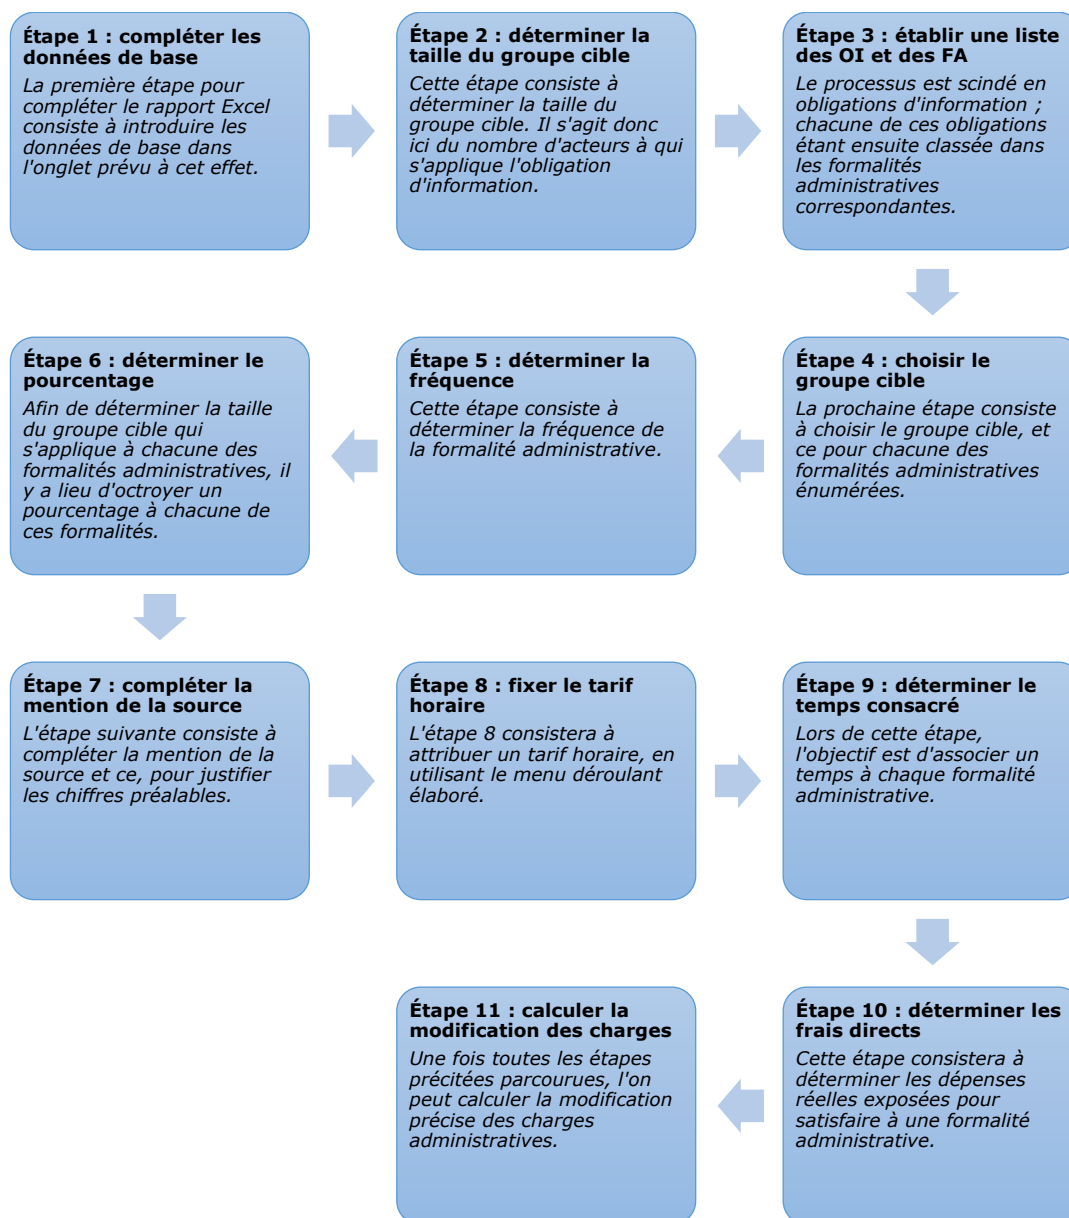 Étape 1 : compléter les
données de base
La première étape pour
compléter le rapport Excel
consiste à introduire les
données de base dans
l'onglet prévu à cet effet.
Étape 2 : déterminer la
taille du groupe cible
Cette étape consiste à
déterminer la taille du
groupe cible. Il s'agit donc
ici du nombre d'acteurs à qui
s'applique l'obligation
d'information.
Étape 3 : établir une liste
des OI et des FA
Le processus est scindé en
obligations d'information ;
chacune de ces obligations
étant ensuite classée dans
les formalités
administratives
correspondantes.
Étape 4 : choisir le
groupe cible
La prochaine étape consiste
à choisir le groupe cible, et
ce pour chacune des
formalités administratives
énumérées.
Étape 5 : déterminer la
fréquence
Cette étape consiste à
déterminer la fréquence de
la formalité administrative.
Étape 6 : déterminer le
pourcentage
Afin de déterminer la taille
du groupe cible qui
s'applique à chacune des
formalités administratives, il
y a lieu d'octroyer un
pourcentage à chacune de
ces formalités.
Étape 7 : compléter la
mention de la source
L'étape suivante consiste à
compléter la mention de la
source et ce, pour justifier
les chiffres préalables.
Étape 8 : fixer le tarif
horaire
L'étape 8 consistera à
attribuer un tarif horaire, en
utilisant le menu déroulant
élaboré.
Étape 9 : déterminer le
temps consacré
Lors de cette étape,
l'objectif est d'associer un
temps à chaque formalité
administrative.
Étape 10 : déterminer les
frais directs
Cette étape consistera à
déterminer les dépenses
réelles exposées pour
satisfaire à une formalité
administrative.
Étape 11 : calculer la
modification des charges
Une fois toutes les étapes
précitées parcourues, l'on
peut calculer la modification
précise des charges
administratives.